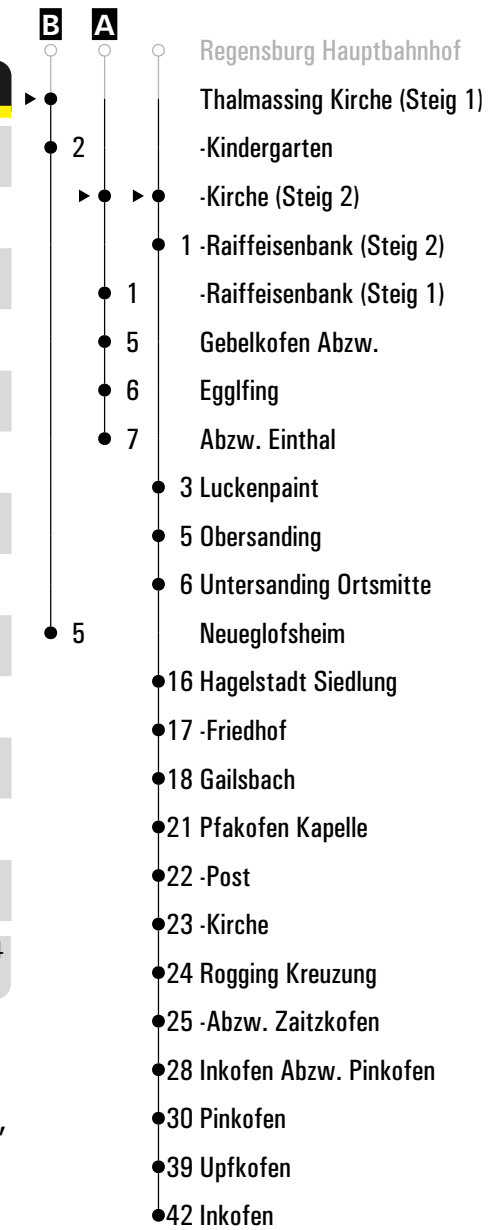 B A
Regensburg Hauptbahnhof
Thalmassing Kirche (Steig 1)
2 -Kindergarten
-Kirche (Steig 2)
1 -Raiffeisenbank (Steig 2)
1 -Raiffeisenbank (Steig 1)
5 Gebelkofen Abzw.
6 Egglfing
7 Abzw. Einthal
3 Luckenpaint
5 Obersanding
6 Untersanding Ortsmitte
5 Neueglofsheim
16 Hagelstadt Siedlung
17 -Friedhof
18 Gailsbach
21 Pfakofen Kapelle
22 -Post
23 -Kirche
24 Rogging Kreuzung
25 -Abzw. Zaitzkofen
28 Inkofen Abzw. Pinkofen
30 Pinkofen
39 Upfkofen
42 Inkofen